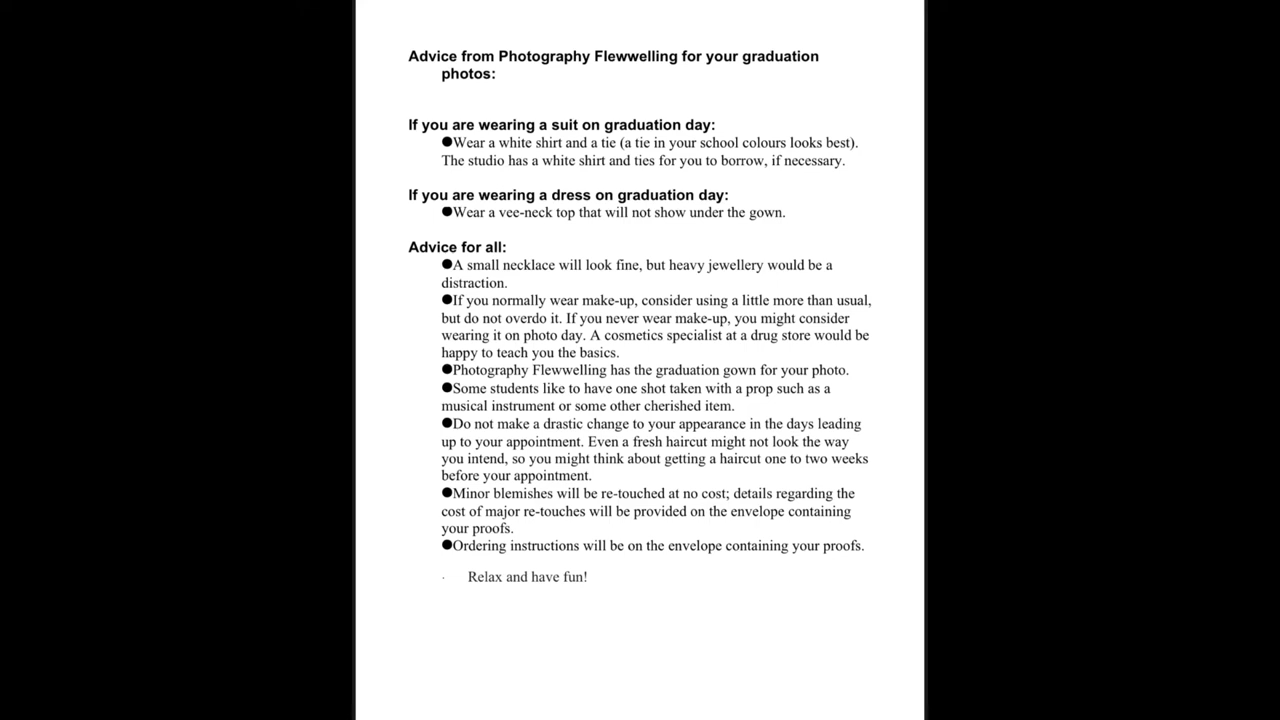 Advice from Photography Flewwelling for your graduation
photos:
If you are wearing a suit on graduation day:
●Wear a white shirt and a tie (a tie in your school colours looks best).
The studio has a white shirt and ties for you to borrow, if necessary.
If you are wearing a dress on graduation day:
●Wear a vee-neck top that will not show under the gown.
Advice for all:
●A small necklace will look fine, but heavy jewellery would be a
distraction.
●If you normally wear make-up, consider using a little more than usual,
but do not overdo it. If you never wear make-up, you might consider
wearing it on photo day. A cosmetics specialist at a drug store would be
happy to teach you the basics.
●Photography Flewwelling has the graduation gown for your photo.
●Some students like to have one shot taken with a prop such as a
musical instrument or some other cherished item.
●Do not make a drastic change to your appearance in the days leading
up to your appointment. Even a fresh haircut might not look the way
you intend, so you might think about getting a haircut one to two weeks
before your appointment.
●Minor blemishes will be re-touched at no cost; details regarding the
cost of major re-touches will be provided on the envelope containing
your proofs.
●Ordering instructions will be on the envelope containing your proofs.
· Relax and have fun!